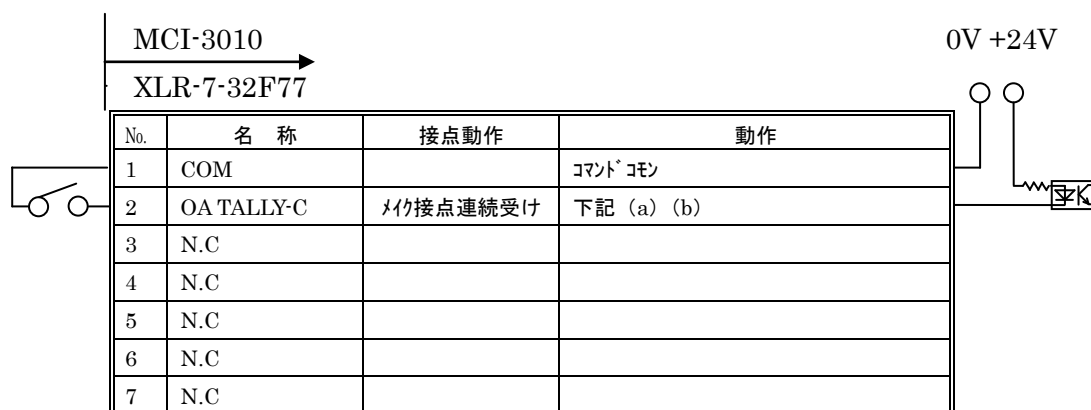 MCI-3010 0V +24V
XLR-7-32F77
No. 名 称 接点動作 動作
1 COM ｺﾏﾝﾄﾞｺﾓﾝ
2 OA TALLY-C ﾒｲｸ接点連続受け 下記（a）（b）
3 N.C
4 N.C
5 N.C
6 N.C
7 N.C